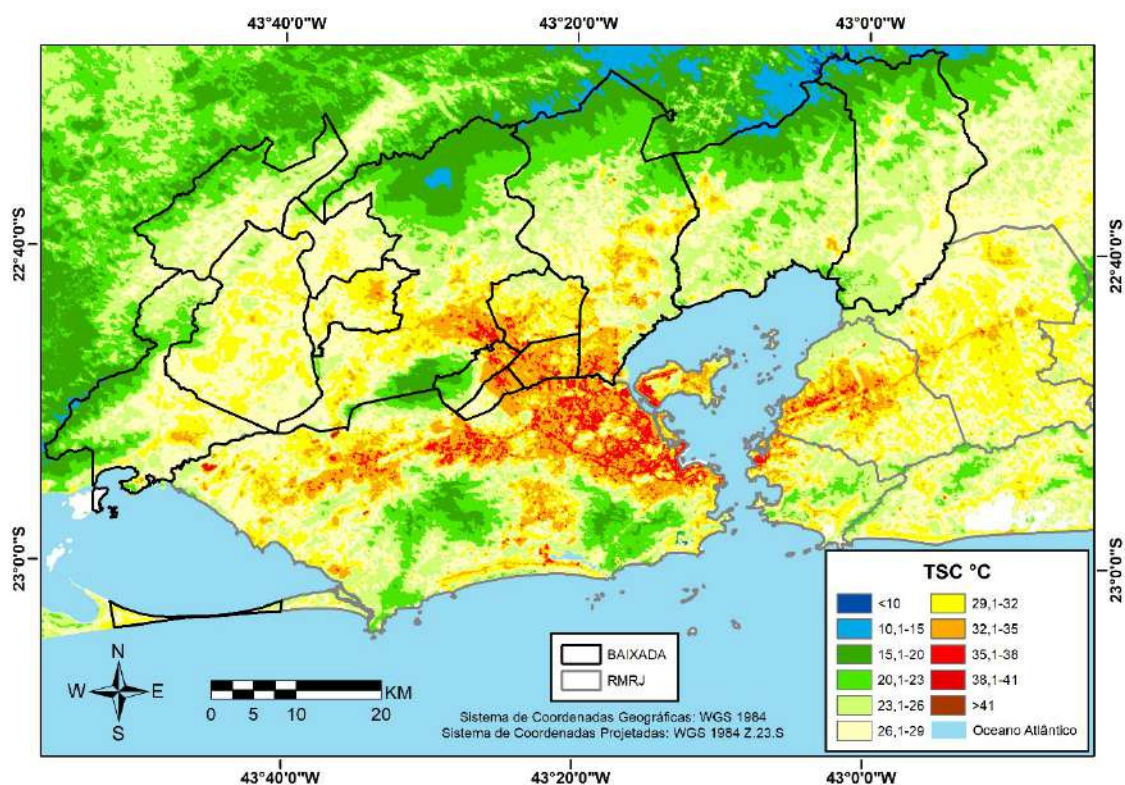 43°40'0"W 43°20'0"W 43°0'0"W
22°40'0"S 22°40'0"S
23°0'0"S 23°0'0"S
TSC °C
<10 29,1-32
10,1-15 32,1-35
15,1-20 35,1-38
20,1-23 38,1-41
23,1-26 >41
26,1-29 Oceano Atlântico
BAIXADA
RMRJ
N
W E
S
KM
0 5 10 20
Sistema de Coordenadas Geográficas: WGS 1984
Sistema de Coordenadas Projetadas: WGS 1984 Z.23.S
43°40'0"W 43°20'0"W 43°0'0"W